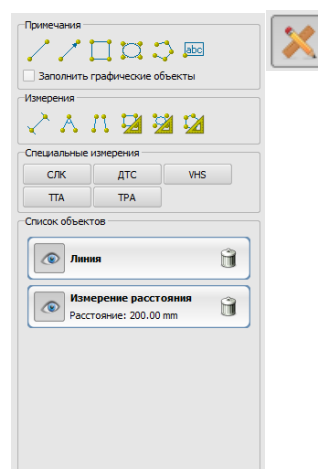 Примечания
abc
Заполнить графические объекты
Измерения
Специальные измерения
СЛК ДТС VHS
ТТА ТРА
Список объектов
Линия
Измерение расстояния
Расстояние: 200.00 mm